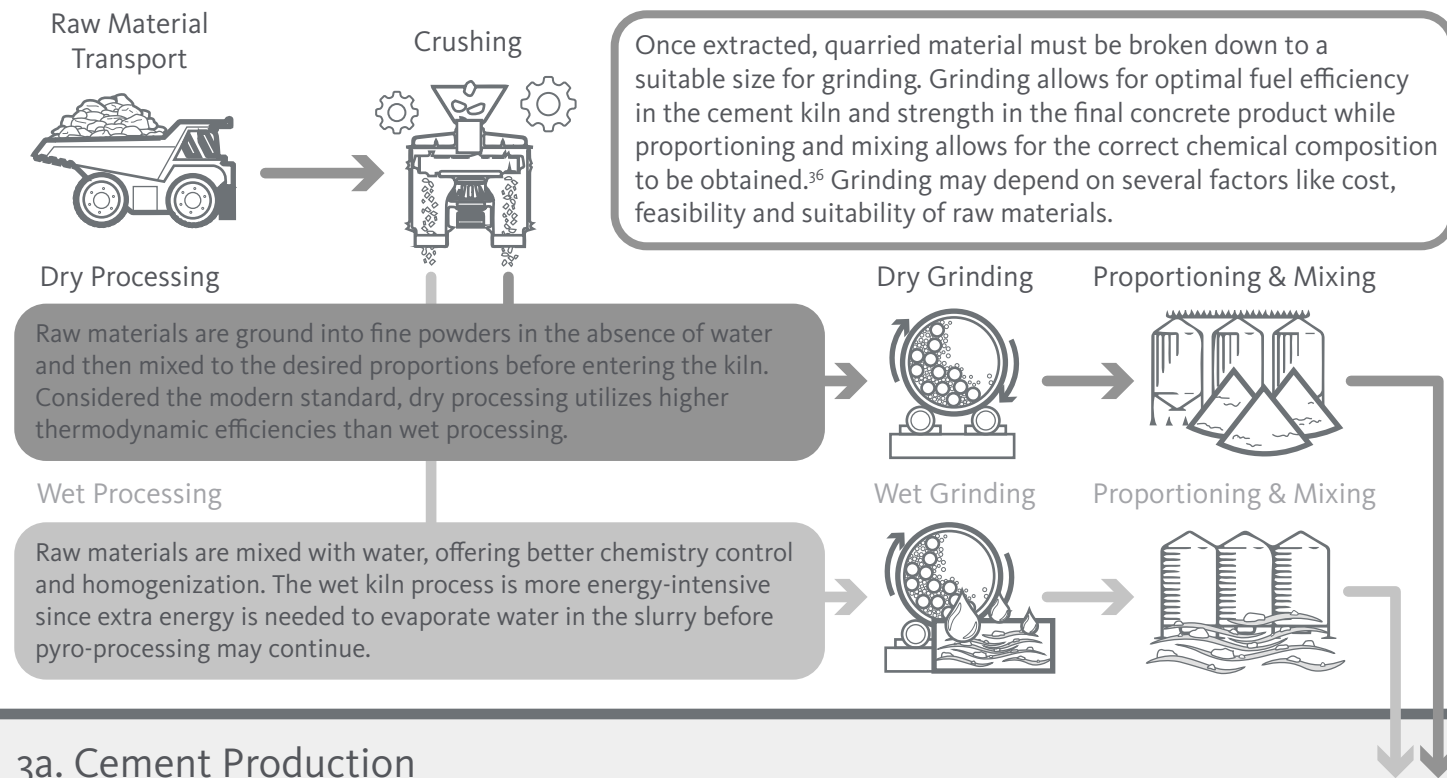 Raw Material
Transport
Crushing
Once extracted, quarried material must be broken down to a
suitable size for grinding. Grinding allows for optimal fuel efficiency
in the cement kiln and strength in the final concrete product while
proportioning and mixing allows for the correct chemical composition
to be obtained.³⁶ Grinding may depend on several factors like cost,
feasibility and suitability of raw materials.
Dry Processing
Raw materials are ground into fine powders in the absence of water
and then mixed to the desired proportions before entering the kiln.
Considered the modern standard, dry processing utilizes higher
thermodynamic efficiencies than wet processing.
Dry Grinding
Proportioning & Mixing
Wet Processing
Raw materials are mixed with water, offering better chemistry control
and homogenization. The wet kiln process is more energy-intensive
since extra energy is needed to evaporate water in the slurry before
pyro-processing may continue.
Wet Grinding
Proportioning & Mixing
3a. Cement Production